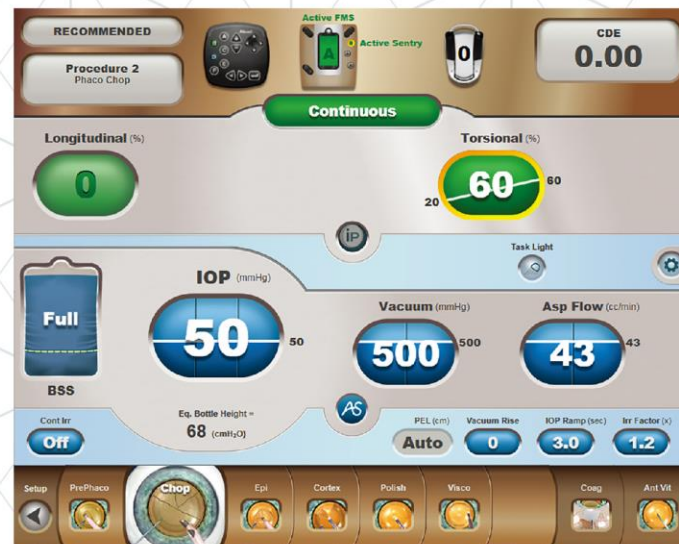 RECOMMENDED
Procedure 2
Phaco Chop
Active FMS
A
Active Sentry
0
CDE
0.00
Continuous
Longitudinal (%)
0
Torsional (%)
60
20
60
iP
Task Light
Full
BSS
IOP (mmHg)
50
50
Vacuum (mmHg)
500
500
Asp Flow (cc/min)
43
43
Eq. Bottle Height =
68 (cmH₂O)
AS
Cont Irr
Off
PEL (cm)
Auto
Vacuum Rise
0
IOP Ramp (sec)
3.0
Irr Factor (x)
1.2
Setup
PrePhaco
Chop
Epi
Cortex
Polish
Visco
Coag
Ant Vit